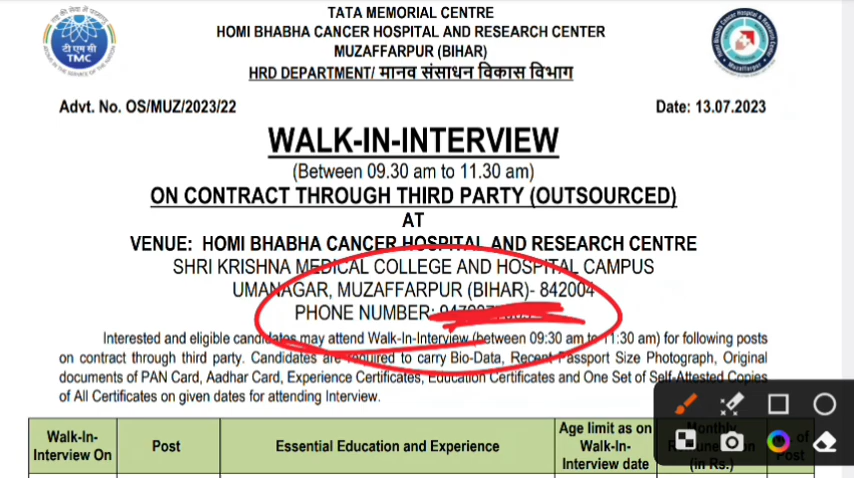 TATA MEMORIAL CENTRE
HOMI BHABHA CANCER HOSPITAL AND RESEARCH CENTER
MUZAFFARPUR (BIHAR)
HRD DEPARTMENT/ मानव संसाधन विकास विभाग
टी एम सी
TMC
Advt. No. OS/MUZ/2023/22
Date: 13.07.2023
WALK-IN-INTERVIEW
(Between 09.30 am to 11.30 am)
ON CONTRACT THROUGH THIRD PARTY (OUTSOURCED)
AT
VENUE: HOMI BHABHA CANCER HOSPITAL AND RESEARCH CENTRE
SHRI KRISHNA MEDICAL COLLEGE AND HOSPITAL CAMPUS
UMANAGAR, MUZAFFARPUR (BIHAR)- 842004
PHONE NUMBER:
Interested and eligible candidates may attend Walk-In-Interview (between 09:30 am to 11:30 am) for following posts
on contract through third party. Candidates are required to carry Bio-Data, Recent Passport Size Photograph, Original
documents of PAN Card, Aadhar Card, Experience Certificates, Education Certificates and One Set of Self-Attested Copies
of All Certificates on given dates for attending Interview.
Walk-In-
Interview On
Post
Essential Education and Experience
Age limit as on
Walk-In-
Interview date
Monthly
(in Rs.)
of
Post